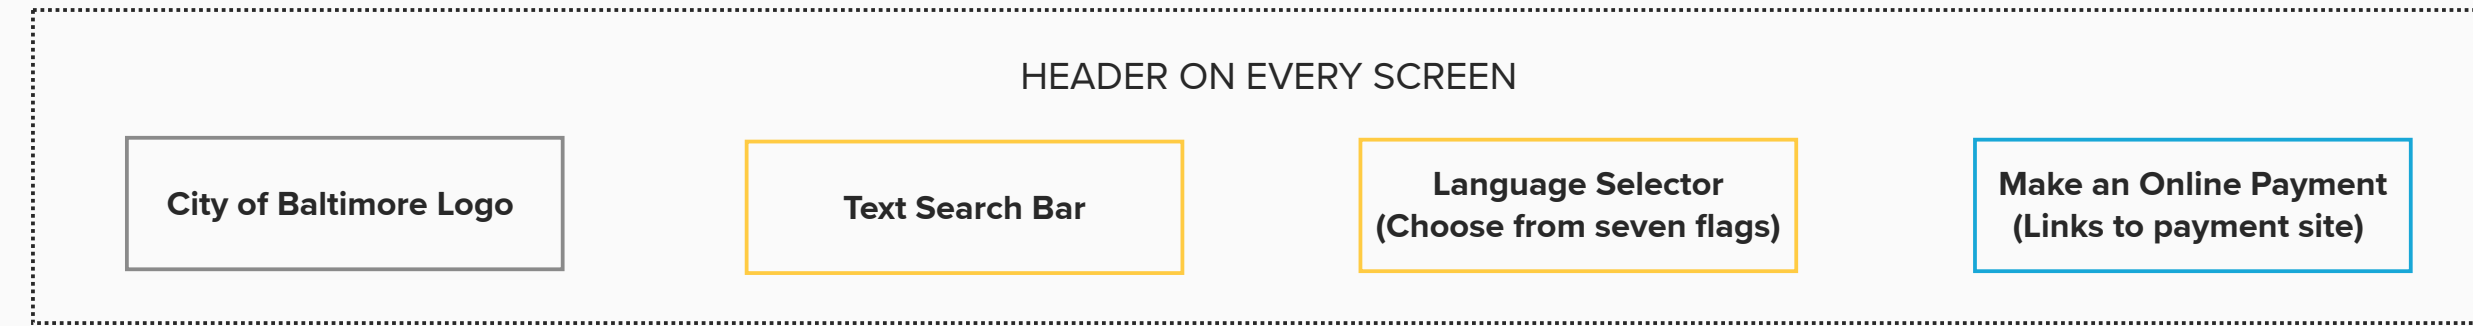 HEADER ON EVERY SCREEN
City of Baltimore Logo
Text Search Bar
Language Selector
(Choose from seven flags)
Make an Online Payment
(Links to payment site)